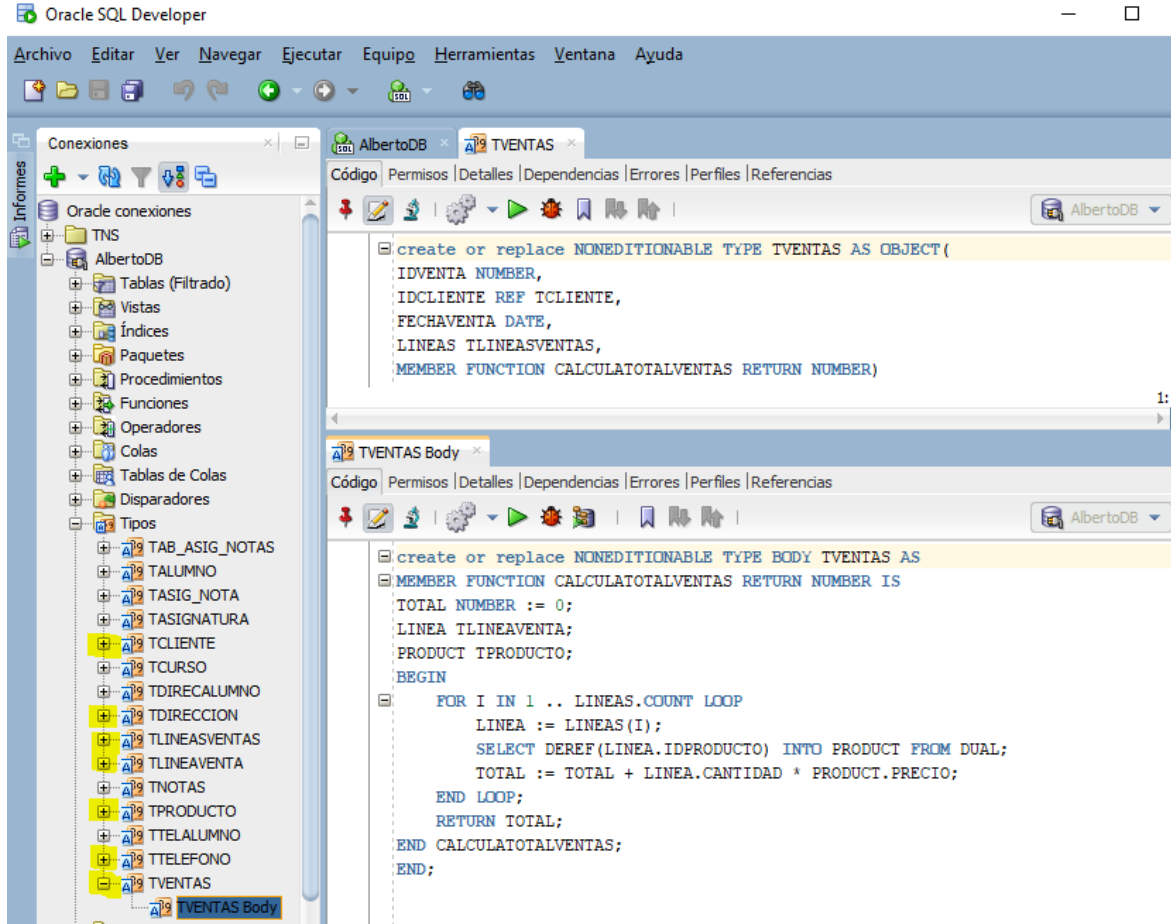 Oracle SQL Developer
Archivo Editar Ver Navegar Ejecutar Equipo Herramientas Ventana Ayuda
Informes
Conexiones
Oracle conexiones
TNS
AlbertoDB
Tablas (Filtrado)
Vistas
Índices
Paquetes
Procedimientos
Funciones
Operadores
Colas
Tablas de Colas
Disparadores
Tipos
TAB_ASIG_NOTAS
TALUMNO
TASIG_NOTA
TASIGNATURA
TCLIENTE
TCURSO
TDIRECALUMNO
TDIRECCION
TLINEASVENTAS
TLINEAVENTA
TNOTAS
TPRODUCTO
TTELALUMNO
TTELEFONO
TVENTAS
TVENTAS Body
AlbertoDB TVENTAS
Código Permisos |Detalles |Dependencias |Errores |Perfiles |Referencias
AlbertoDB
create or replace NONEDITIONABLE TYPE TVENTAS AS OBJECT(
IDVENTA NUMBER,
IDCLIENTE REF TCLIENTE,
FECHAVENTA DATE,
LINEAS TLINEASVENTAS,
MEMBER FUNCTION CALCULATOTALVENTAS RETURN NUMBER)
1:
TVENTAS Body
Código Permisos |Detalles |Dependencias |Errores |Perfiles |Referencias
AlbertoDB
create or replace NONEDITIONABLE TYPE BODY TVENTAS AS
MEMBER FUNCTION CALCULATOTALVENTAS RETURN NUMBER IS
TOTAL NUMBER := 0;
LINEA TLINEAVENTA;
PRODUCT TPRODUCTO;
BEGIN
FOR I IN 1 .. LINEAS.COUNT LOOP
LINEA := LINEAS(I);
SELECT DEREF(LINEA.IDPRODUCTO) INTO PRODUCT FROM DUAL;
TOTAL := TOTAL + LINEA.CANTIDAD * PRODUCT.PRECIO;
END LOOP;
RETURN TOTAL;
END CALCULATOTALVENTAS;
END;